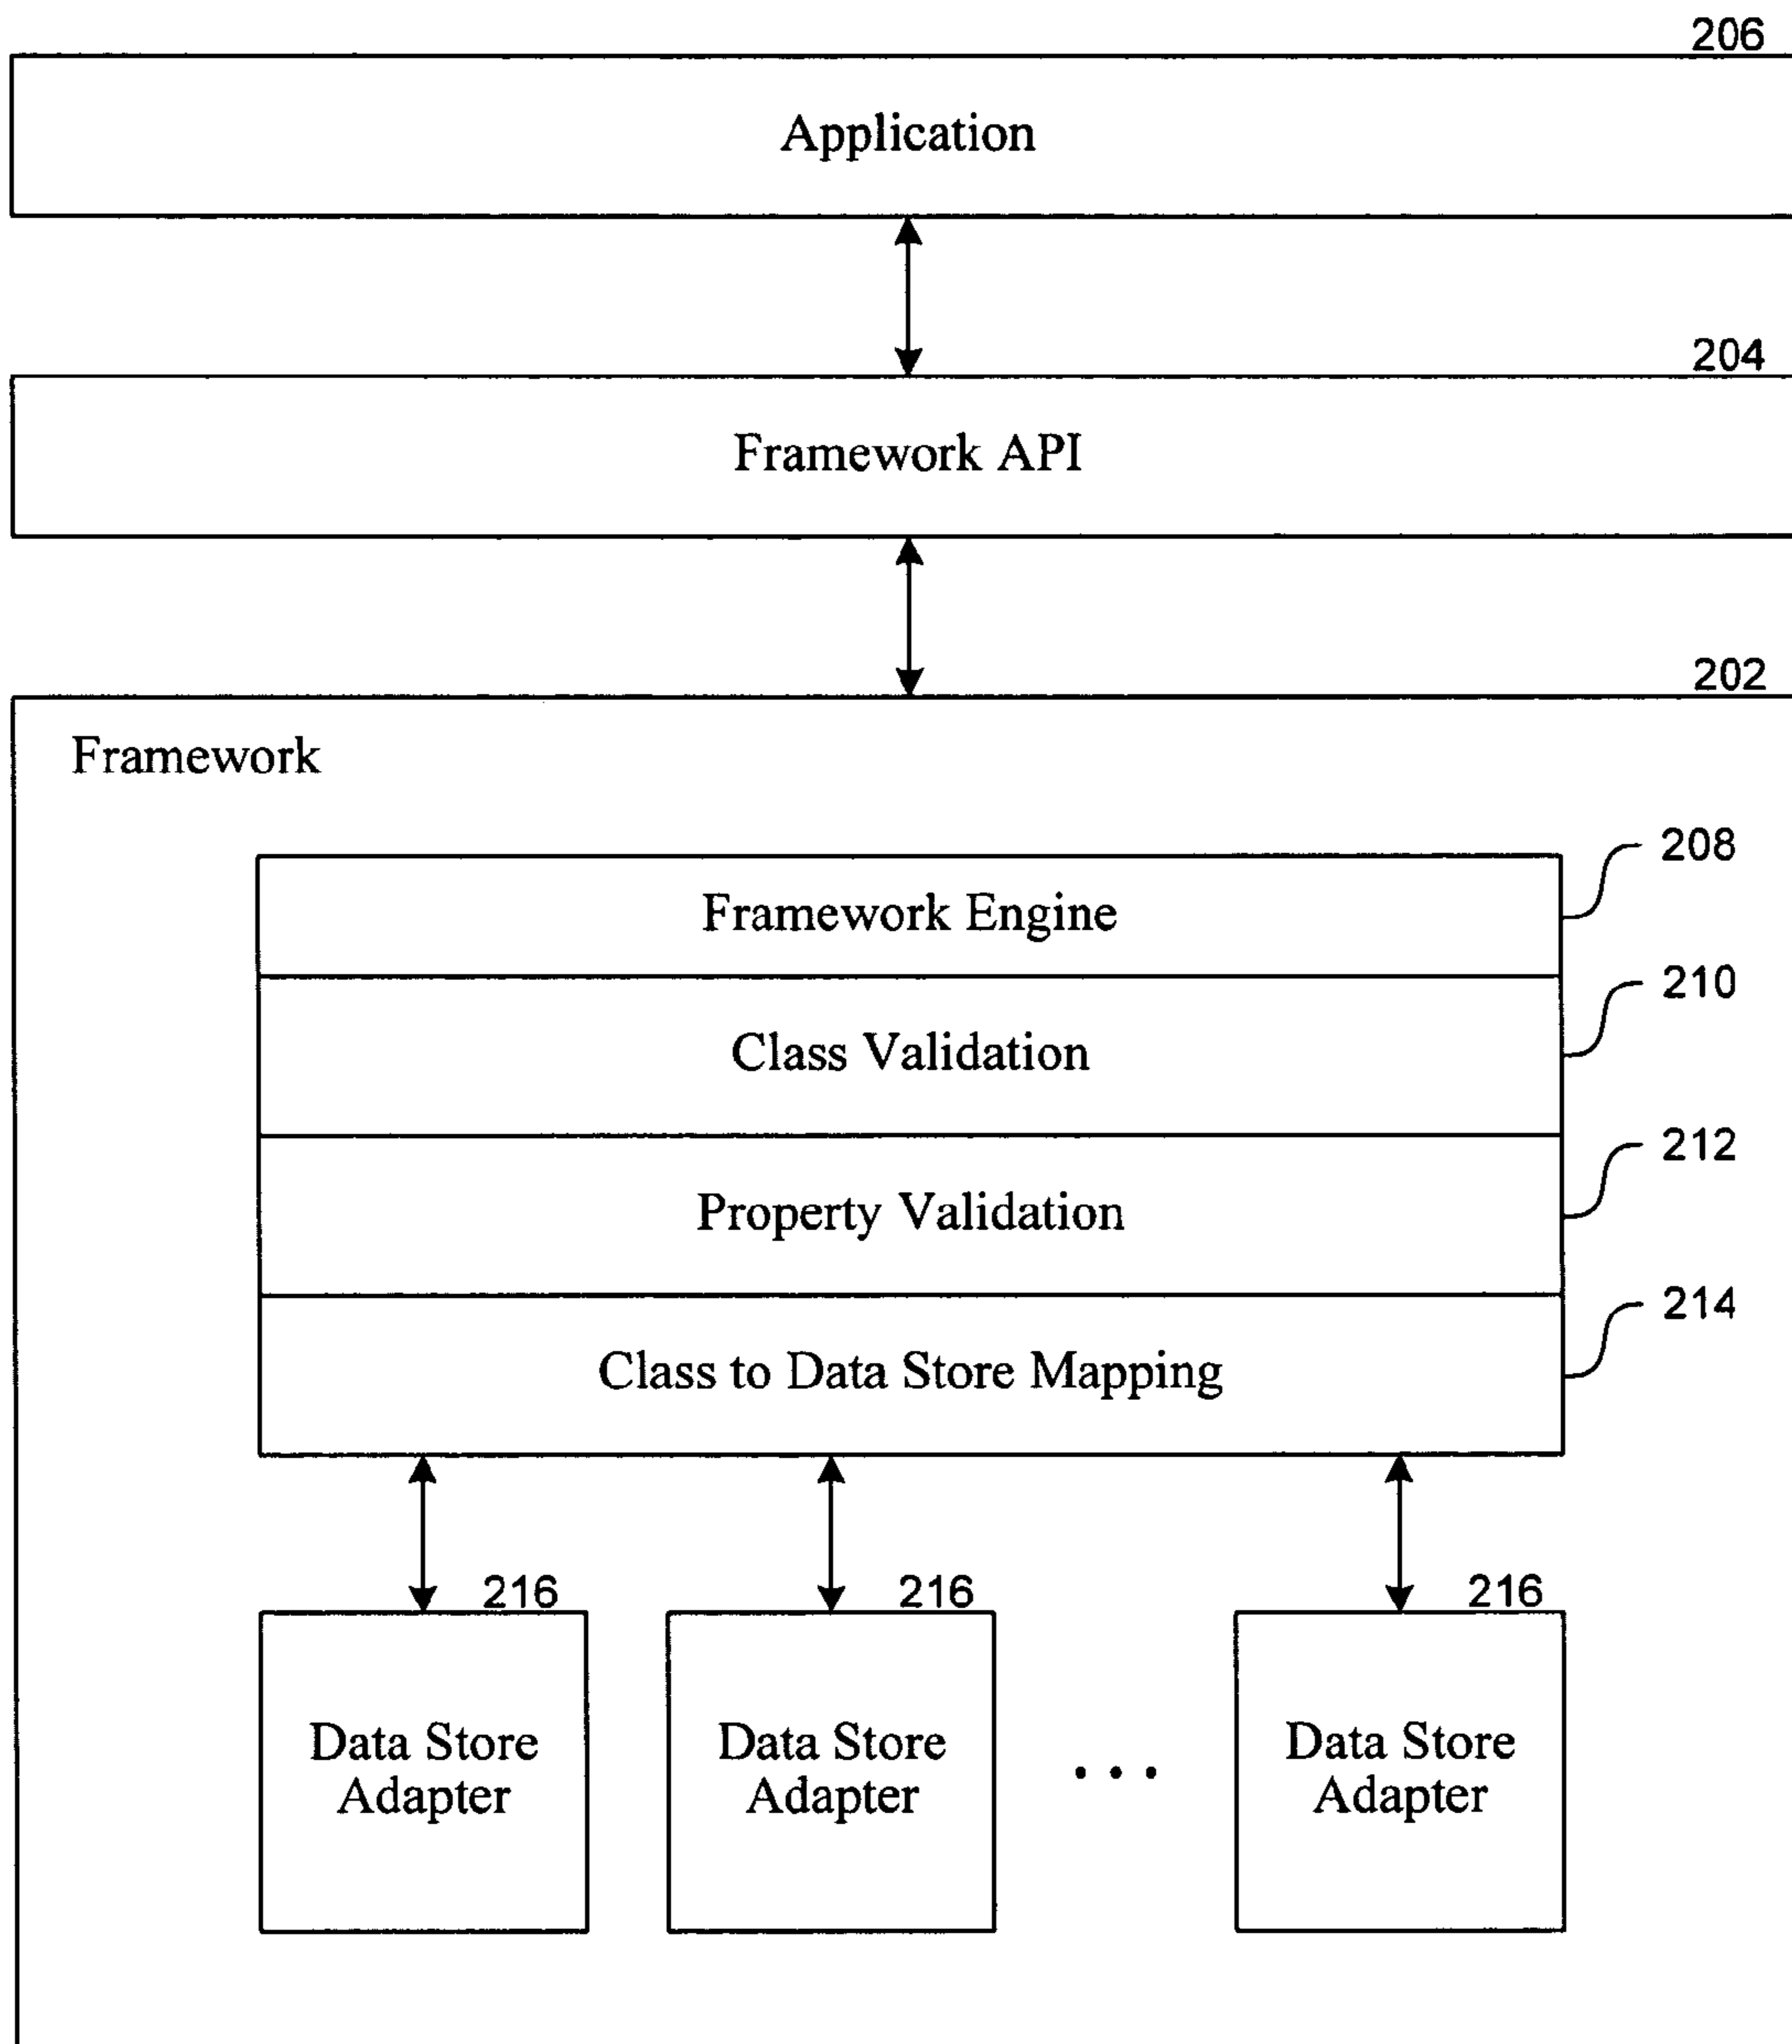 206
Application
204
Framework API
202
Framework
208
Framework Engine
210
Class Validation
212
Property Validation
214
Class to Data Store Mapping
216 216 216
Data Store Data Store Data Store
Adapter Adapter ... Adapter